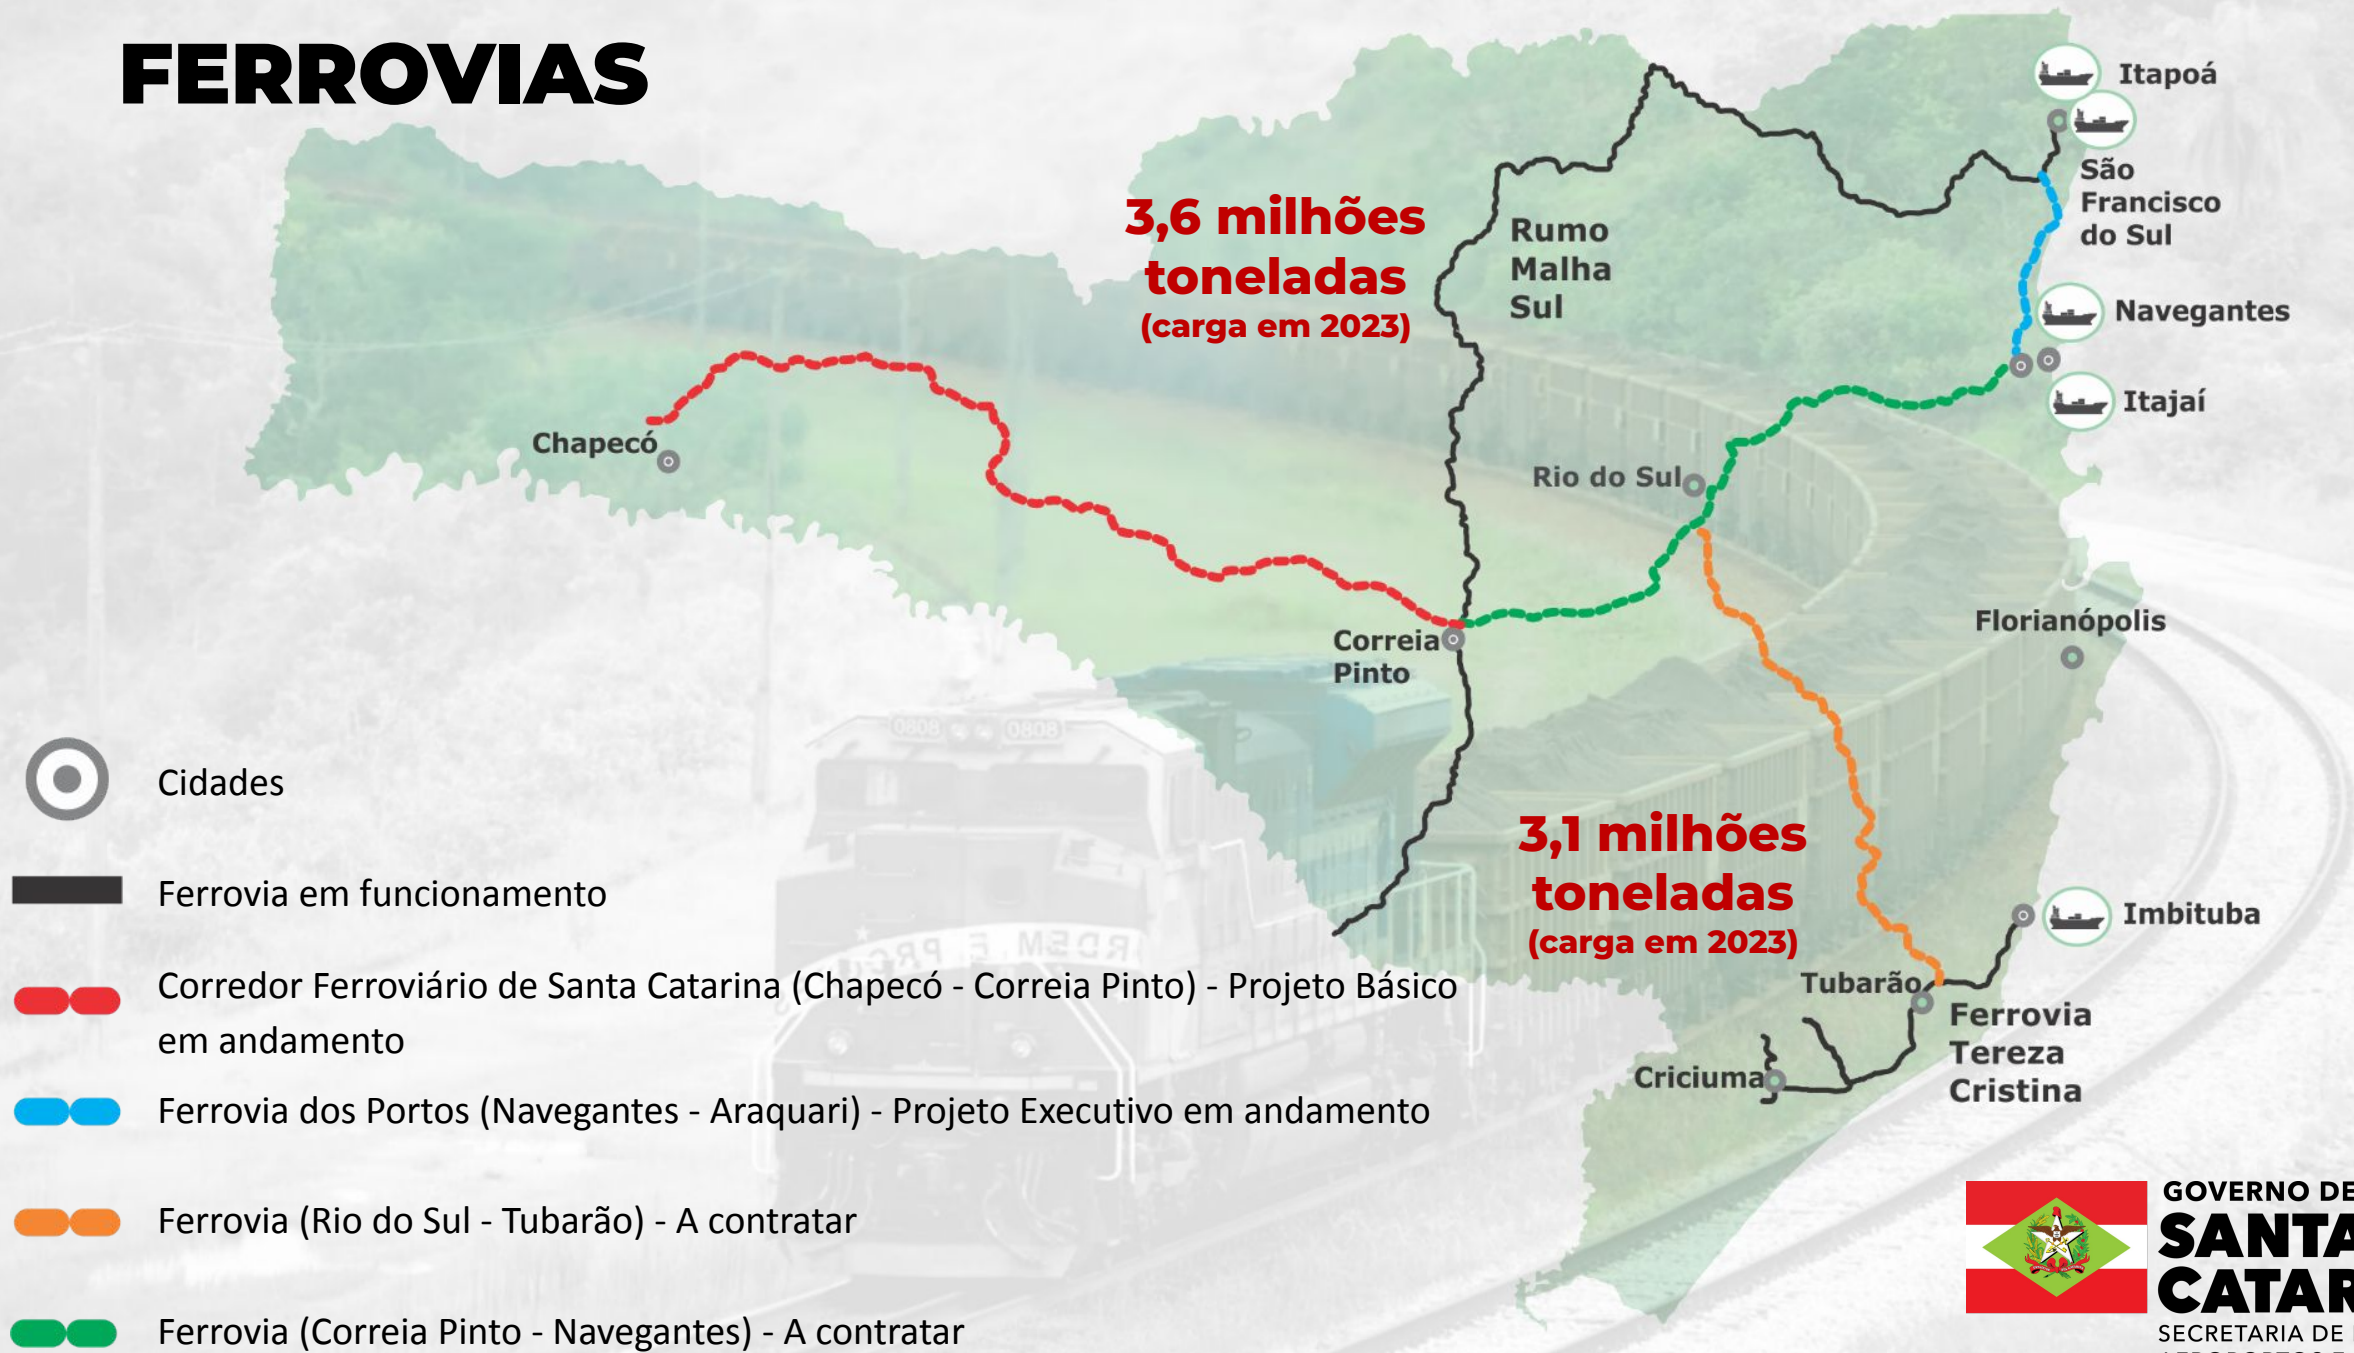 FERROVIAS
Itapoá
São
Francisco
do Sul
3,6 milhões
toneladas
(carga em 2023)
Rumo
Malha
Sul
Navegantes
Itajaí
Chapecó
Rio do Sul
Correia
Pinto
Florianópolis
0808
0808
Cidades
Ferrovia em funcionamento
3,1 milhões
toneladas
(carga em 2023)
Imbituba
Tubarão
Ferrovia
Tereza
Cristina
Criciuma
Corredor Ferroviário de Santa Catarina (Chapecó - Correia Pinto) - Projeto Básico
em andamento
Ferrovia dos Portos (Navegantes - Araquari) - Projeto Executivo em andamento
Ferrovia (Rio do Sul - Tubarão) - A contratar
Ferrovia (Correia Pinto - Navegantes) - A contratar
GOVERNO DE
SANTA
CATAR
SECRETARIA DE